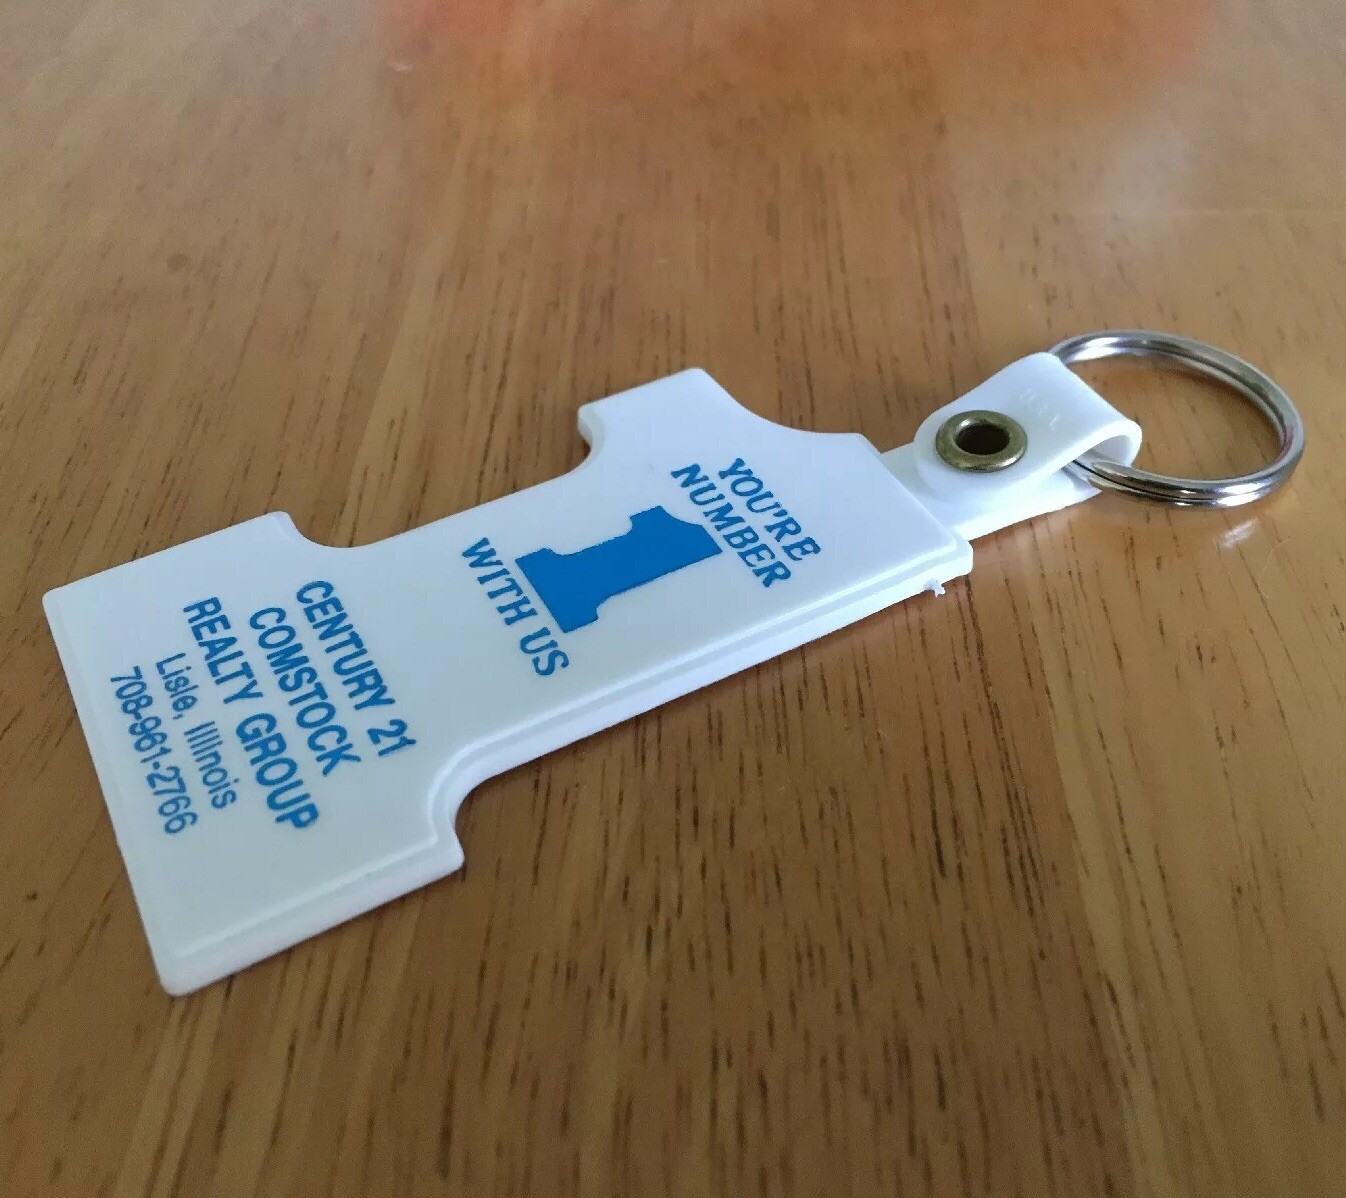 YOU'RE
NUMBER
1
WITH US
CENTURY 21
COMSTOCK
REALTY GROUP
Lisle, Illinois
708-961-2766